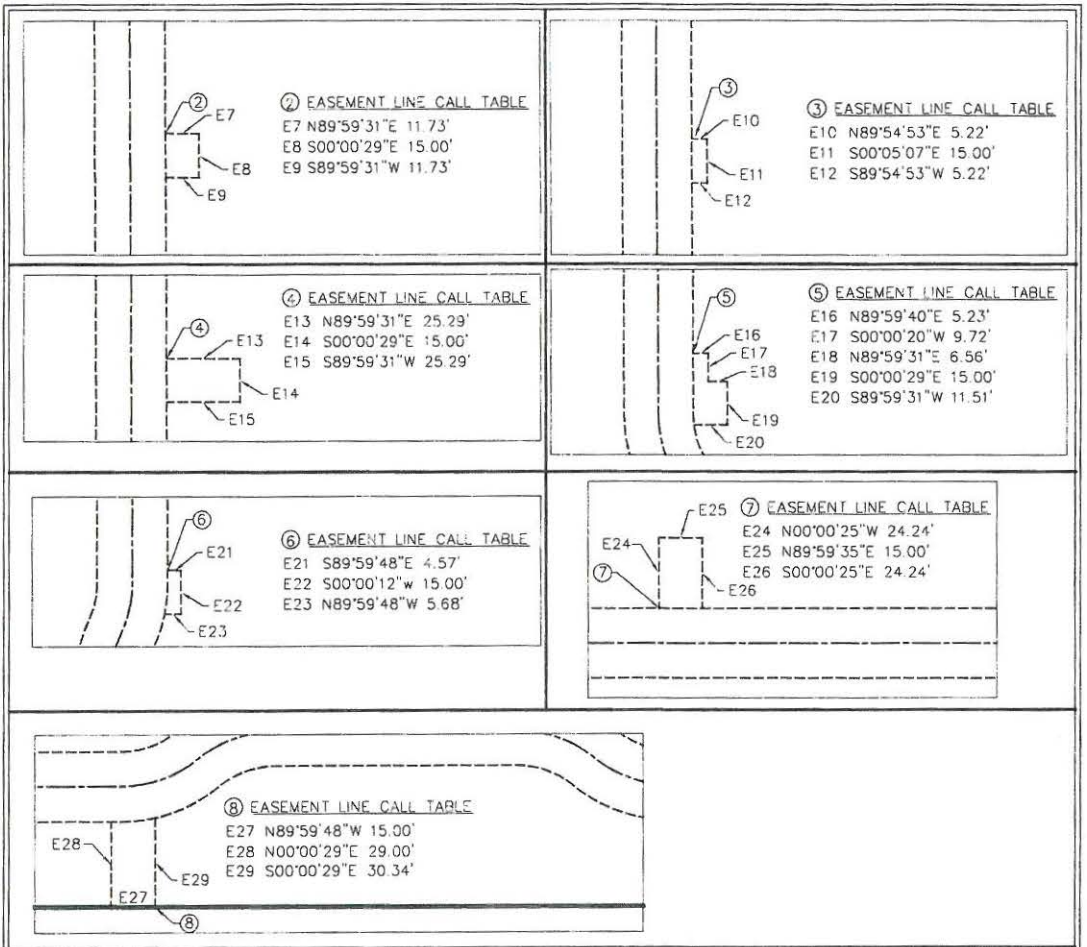 ② EASEMENT LINE CALL TABLE
② E7
E7 N89°59'31"E 11.73'
E8 S00°00'29"E 15.00'
E8
E9 S89°59'31"W 11.73'
E9
③
③ EASEMENT LINE CALL TABLE
E10
E10 N89°54'53"E 5.22'
E11 S00°05'07"E 15.00'
E11
E12 S89°54'53"W 5.22'
E12
④ EASEMENT LINE CALL TABLE
④
E13
E13 N89°59'31"E 25.29'
E14 S00°00'29"E 15.00'
E15 S89°59'31"W 25.29'
E14
E15
⑤
⑤ EASEMENT LINE CALL TABLE
E16
E16 N89°59'40"E 5.23'
E17
E17 S00°00'20"W 9.72'
E18
E18 N89°59'31"E 6.56'
E19 S00°00'29"E 15.00'
E20 S89°59'31"W 11.51'
E19
E20
⑥
⑥ EASEMENT LINE CALL TABLE
E21
E21 S89°59'48"E 4.57'
E22 S00°00'12"w 15.00'
E22
E23 N89°59'48"W 5.68'
E23
E25
⑦ EASEMENT LINE CALL TABLE
E24 N00°00'25"W 24.24'
E24
E25 N89°59'35"E 15.00'
E26 S00°00'25"E 24.24'
⑦
E26
⑧ EASEMENT LINE CALL TABLE
E27 N89°59'48"W 15.00'
E28
E28 N00°00'29"E 29.00'
E29 S00°00'29"E 30.34'
E29
E27
⑧